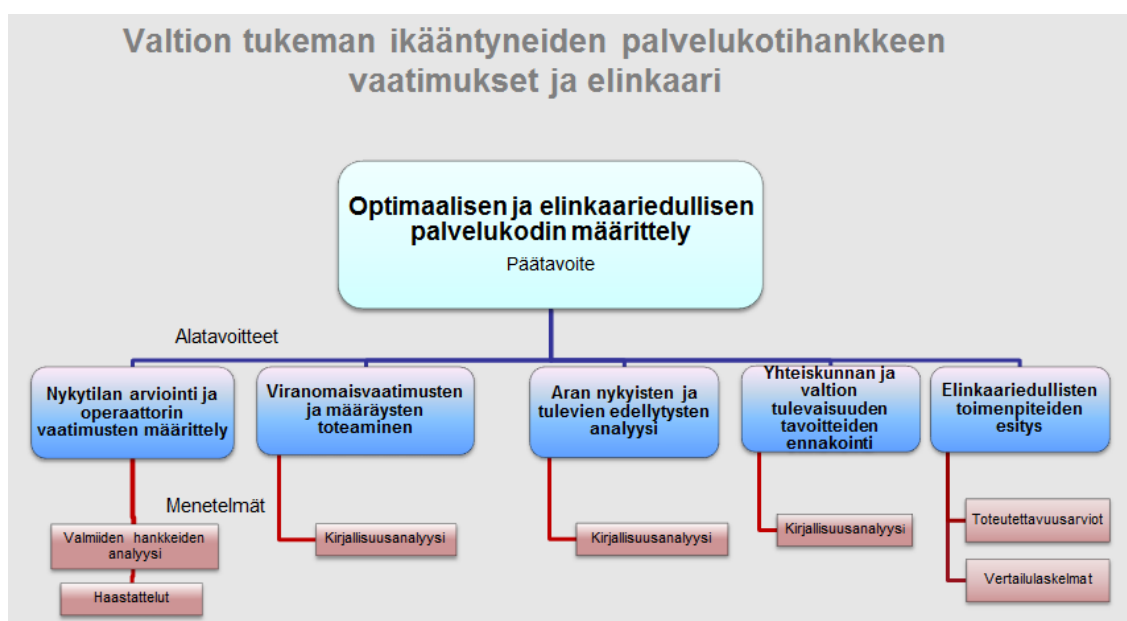 Valtion tukeman ikääntyneiden palvelukotihankkeen
vaatimukset ja elinkaari
Optimaalisen ja elinkaariedullisen
palvelukodin määrittely
Päätavoite
Alatavoitteet
Nykytilan arviointi ja
operaattorin
vaatimusten määrittely
Viranomaisvaatimusten
ja määräysten
toteaminen
Aran nykyisten ja
tulevien edellytysten
analyysi
Yhteiskunnan ja
valtion
tulevaisuuden
tavoitteiden
ennakointi
Elinkaariedullisten
toimenpiteiden
esitys
Menetelmät
Valmiiden hankkeiden
analyysi
Haastattelut
Kirjallisuusanalyysi
Kirjallisuusanalyysi
Kirjallisuusanalyysi
Toteutettavuusarviot
Vertailulaskelmat